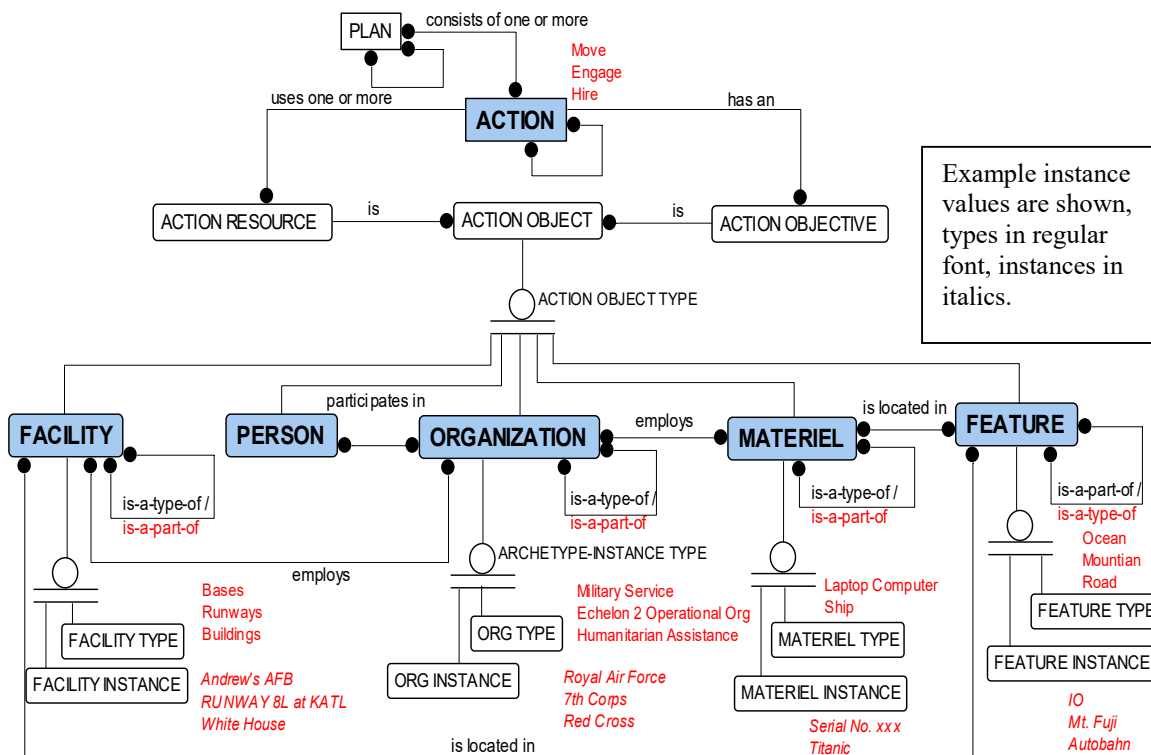 consists of one or more
PLAN
Move
Engage
Hire
uses one or more
has an
ACTION
Example instance
values are shown,
types in regular
font, instances in
italics.
ACTION RESOURCE
is
ACTION OBJECT
is
ACTION OBJECTIVE
ACTION OBJECT TYPE
participates in
employs
is located in
FACILITY
PERSON
ORGANIZATION
MATERIEL
FEATURE
is-a-type-of /
is-a-part-of
is-a-type-of /
is-a-part-of
is-a-type-of /
is-a-part-of
is-a-part-of /
is-a-type-of
ARCHETYPE-INSTANCE TYPE
employs
Bases
Runways
Buildings
Military Service
Echelon 2 Operational Org
Humanitarian Assistance
Laptop Computer
Ship
Ocean
Mountian
Road
FACILITY TYPE
ORG TYPE
MATERIEL TYPE
FEATURE TYPE
FACILITY INSTANCE
ORG INSTANCE
MATERIEL INSTANCE
FEATURE INSTANCE
Andrew's AFB
RUNWAY 8L at KATL
White House
Royal Air Force
7th Corps
Red Cross
Serial No. xxx
Titanic
IO
Mt. Fuji
Autobahn
is located in